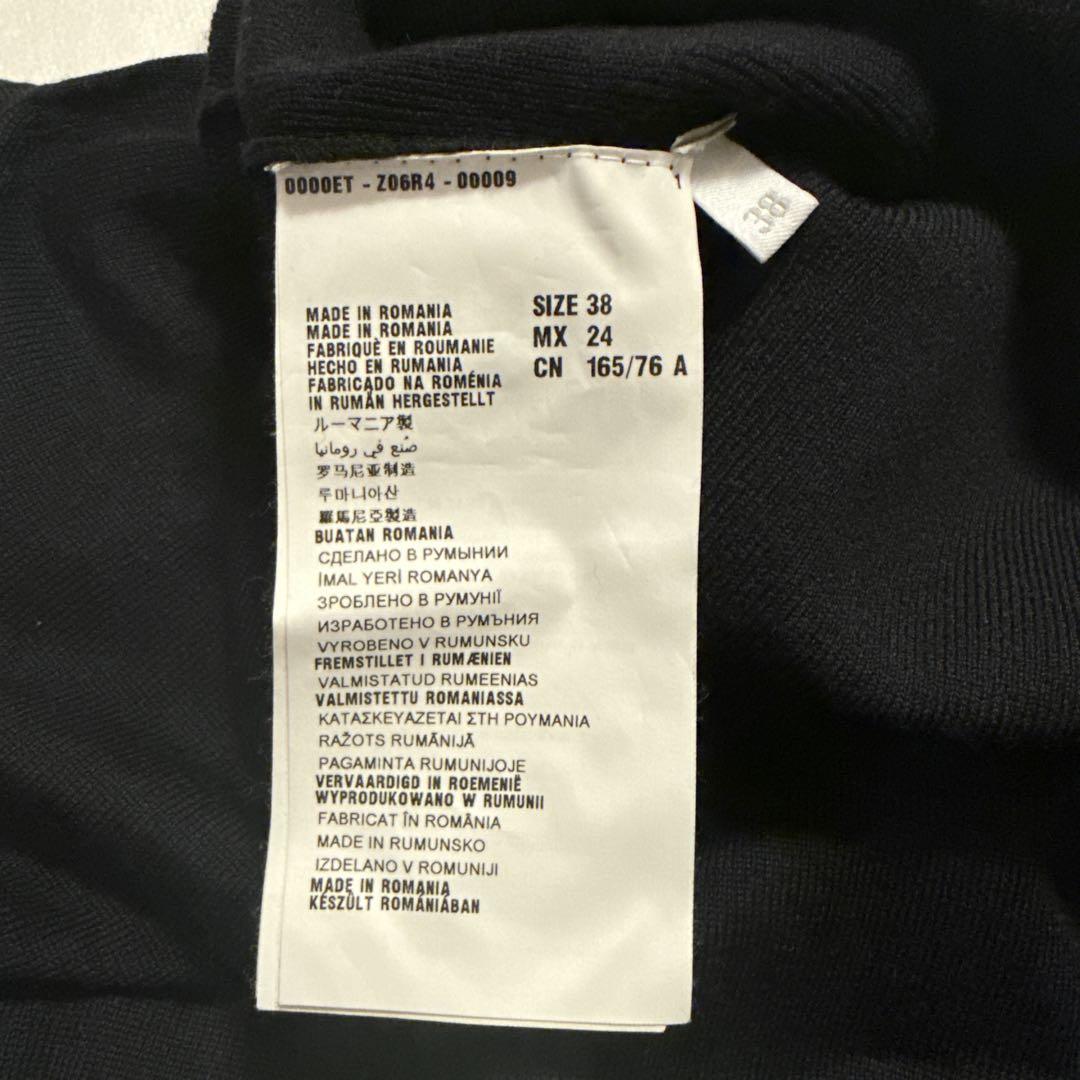 0000ET - Z06R4 - 00009
1
38
SIZE 38
MX 24
CN 165/76 A
MADE IN ROMANIA
MADE IN ROMANIA
FABRIQUÈ EN ROUMANIE
HECHO EN RUMANIA
FABRICADO NA ROMÉNIA
IN RUMÄN HERGESTELLT
ルーマニア製
صُنع في رومانيا
罗马尼亚制造
루마니아산
羅馬尼亞製造
BUATAN ROMANIA
СДЕЛАНО В РУМЫНИИ
İMAL YERİ ROMANYA
ЗРОБЛЕНО В РУМУНІЇ
ИЗРАБОТЕНО В РУМЪНИЯ
VYROBENO V RUMUNSKU
FREMSTILLET I RUMÆNIEN
VALMISTATUD RUMEENIAS
VALMISTETTU ROMANIASSA
ΚΑΤΑΣΚΕΥΑΖΕΤΑΙ ΣΤΗ ΡΟΥΜΑΝΙΑ
RAŽOTS RUMĀNIJĀ
PAGAMINTA RUMUNIJOJE
VERVAARDIGD IN ROEMENIË
WYPRODUKOWANO W RUMUNII
FABRICAT ÎN ROMÂNIA
MADE IN RUMUNSKO
IZDELANO V ROMUNIJI
MADE IN ROMANIA
KÉSZÜLT ROMÁNIÁBAN